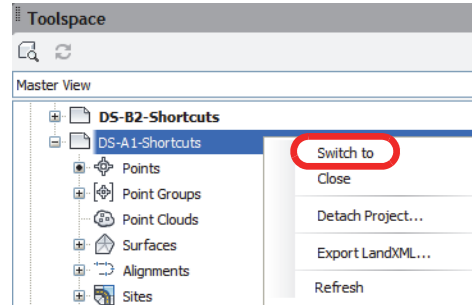 Toolspace
Master View
DS-B2-Shortcuts
DS-A1-Shortcuts
Points
Point Groups
Point Clouds
Surfaces
Alignments
Sites
Switch to
Close
Detach Project...
Export LandXML...
Refresh